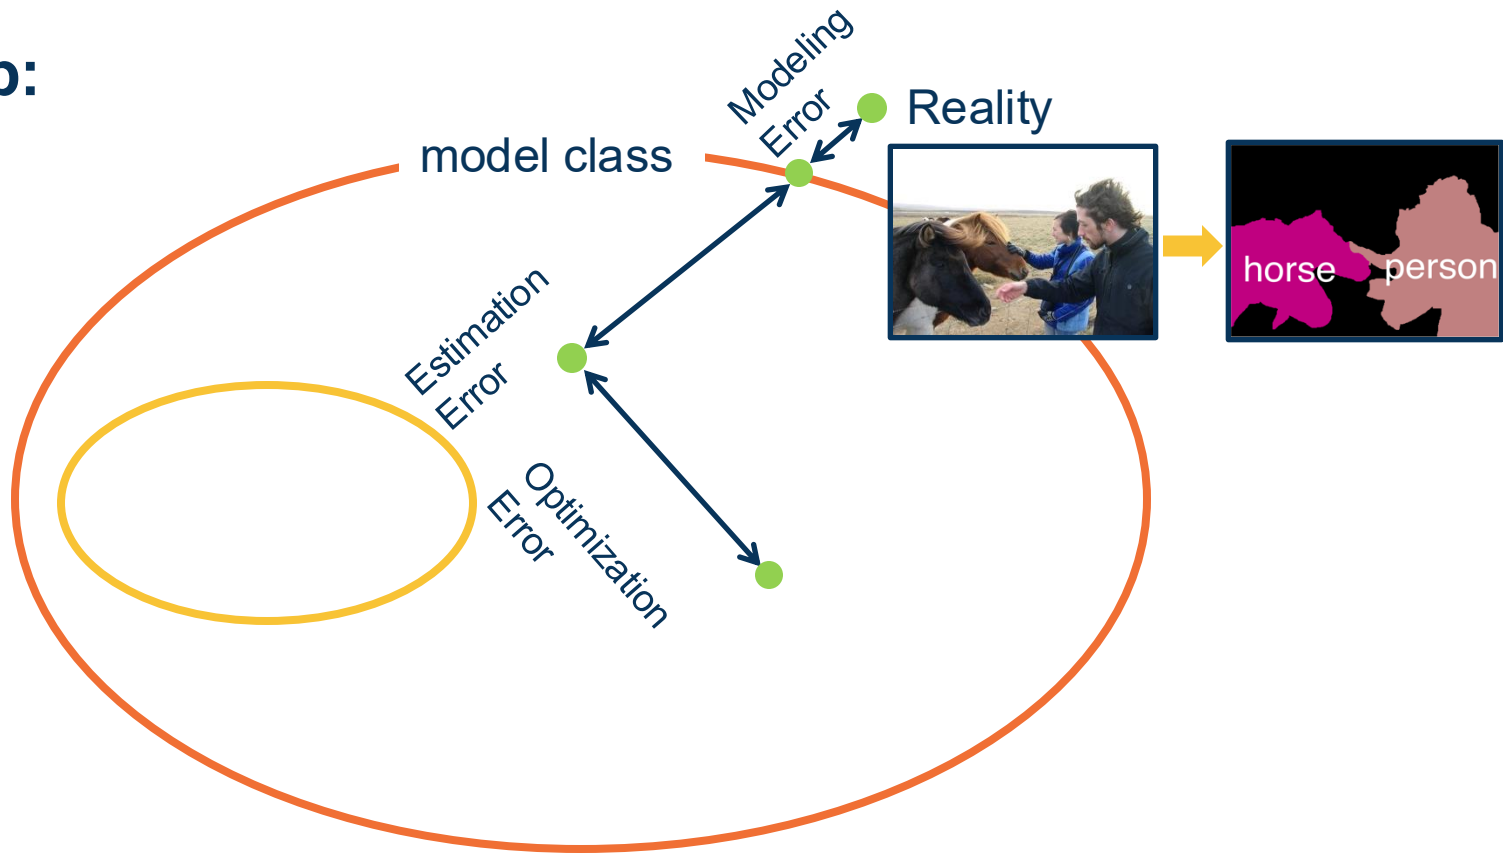 Modeling
Error
Reality
model class
horse
person
Estimation
Error
Optimization
Error